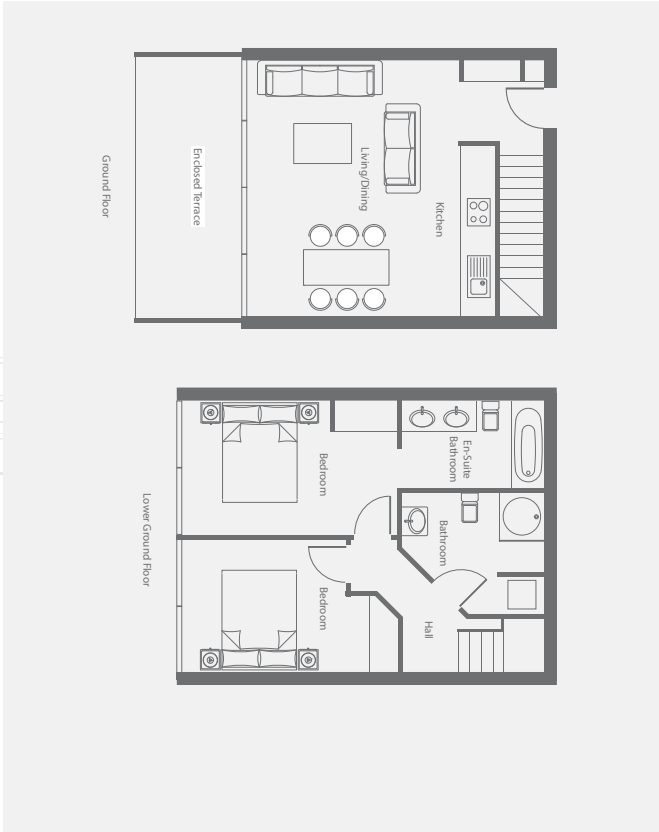 Ground Floor
Enclosed Terrace
Living/Dining
Kitchen
Lower Ground Floor
Bedroom
En-Suite
Bathroom
Bathroom
Bedroom
Hall